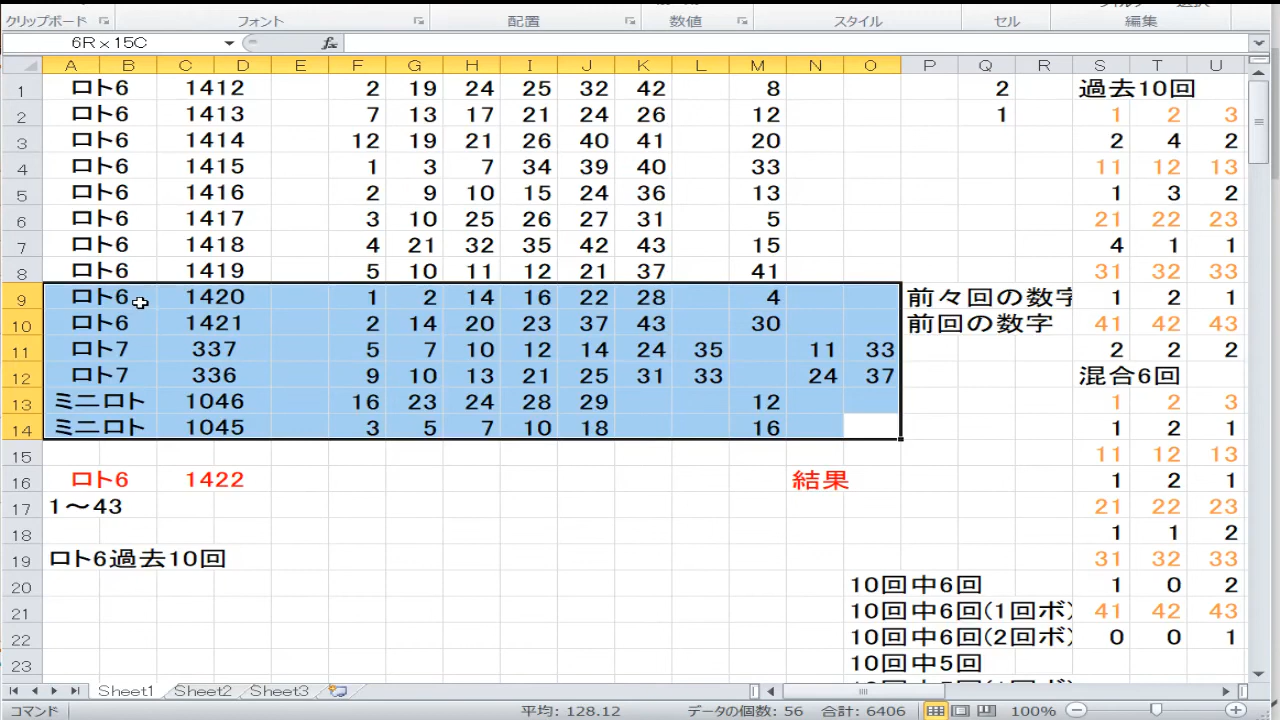 クリップボード フォント 配置 数値 スタイル セル 編集
6R x 15C fx
A B C D E F G H I J K L M N O P Q R S T U
1 ロト6 1412 2 19 24 25 32 42 8 2 過去10回
2 ロト6 1413 7 13 17 21 24 26 12 1 1 2 3
3 ロト6 1414 12 19 21 26 40 41 20 2 4 2
4 ロト6 1415 1 3 7 34 39 40 33 11 12 13
5 ロト6 1416 2 9 10 15 24 36 13 1 3 2
6 ロト6 1417 3 10 25 26 27 31 5 21 22 23
7 ロト6 1418 4 21 32 35 42 43 15 4 1 1
8 ロト6 1419 5 10 11 12 21 37 41 31 32 33
9 ロト6 1420 1 2 14 16 22 28 4 前々回の数字 1 2 1
10 ロト6 1421 2 14 20 23 37 43 30 前回の数字 41 42 43
11 ロト7 337 5 7 10 12 14 24 35 11 33 2 2 2
12 ロト7 336 9 10 13 21 25 31 33 24 37 混合6回
13 ミニロト 1046 16 23 24 28 29 12 1 2 3
14 ミニロト 1045 3 5 7 10 18 16 1 2 1
15 11 12 13
16 ロト6 1422 結果 1 2 1
17 1〜43 21 22 23
18 1 1 2
19 ロト6過去10回 31 32 33
20 10回中6回 1 0 2
21 10回中6回(1回ボ) 41 42 43
22 10回中6回(2回ボ) 0 0 1
23 10回中5回
Sheet1 Sheet2 Sheet3
コマンド 平均: 128.12 データの個数: 56 合計: 6406 100%